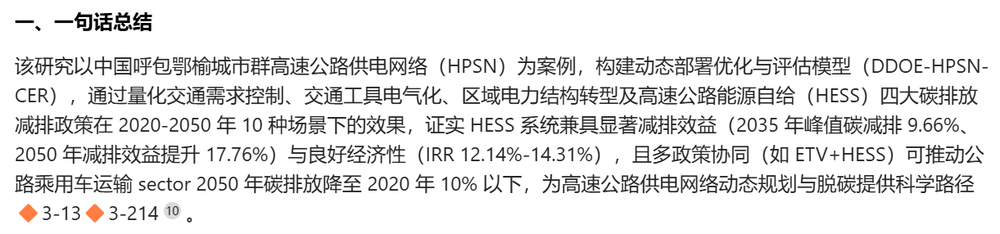 一、一句话总结
该研究以中国呼包鄂榆城市群高速公路供电网络（HPSN）为案例，构建动态部署优化与评估模型（DDOE-HPSN-
CER），通过量化交通需求控制、交通工具电气化、区域电力结构转型及高速公路能源自给（HESS）四大碳排放
减排政策在 2020-2050 年 10 种场景下的效果，证实 HESS 系统兼具显著减排效益（2035 年峰值碳减排 9.66%、
2050 年减排效益提升 17.76%）与良好经济性（IRR 12.14%-14.31%），且多政策协同（如 ETV+HESS）可推动公
路乘用车运输 sector 2050 年碳排放降至 2020 年 10% 以下，为高速公路供电网络动态规划与脱碳提供科学路径
🔶3-13🔶3-214 10 。